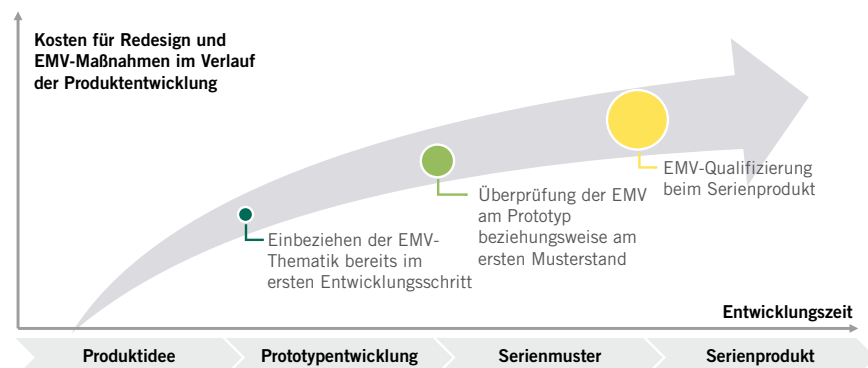 Kosten für Redesign und
EMV-Maßnahmen im Verlauf
der Produktentwicklung
EMV-Qualifizierung
beim Serienprodukt
Überprüfung der EMV
am Prototyp
beziehungsweise am
ersten Musterstand
Einbeziehen der EMV-
Thematik bereits im
ersten Entwicklungsschritt
Entwicklungszeit
Produktidee
Prototypentwicklung
Serienmuster
Serienprodukt